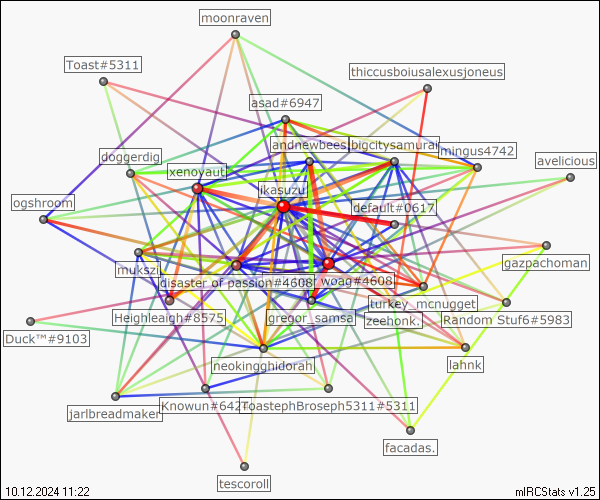 moonraven
Toast#5311
thiccusboiusalexusjoneus
asad#6947
andnewbees
bigcitysamurai
mingus4742
doggerdig
xenoyaut
avelicious
ikasuzu
ogshroom
default#0617
gazpachoman
mukszi
disaster of passion#4608
woag#4608
turkey_mcnugget
Heighleigh#8575
gregor_samsa
zeehonk.
Random Stuf6#5983
Duck™#9103
neokingghidorah
lahnk
jarlbreadmaker
Knowun#642
ToastephBroseph5311#5311
facadas.
tescoroll
10.12.2024 11:22
mIRCStats v1.25